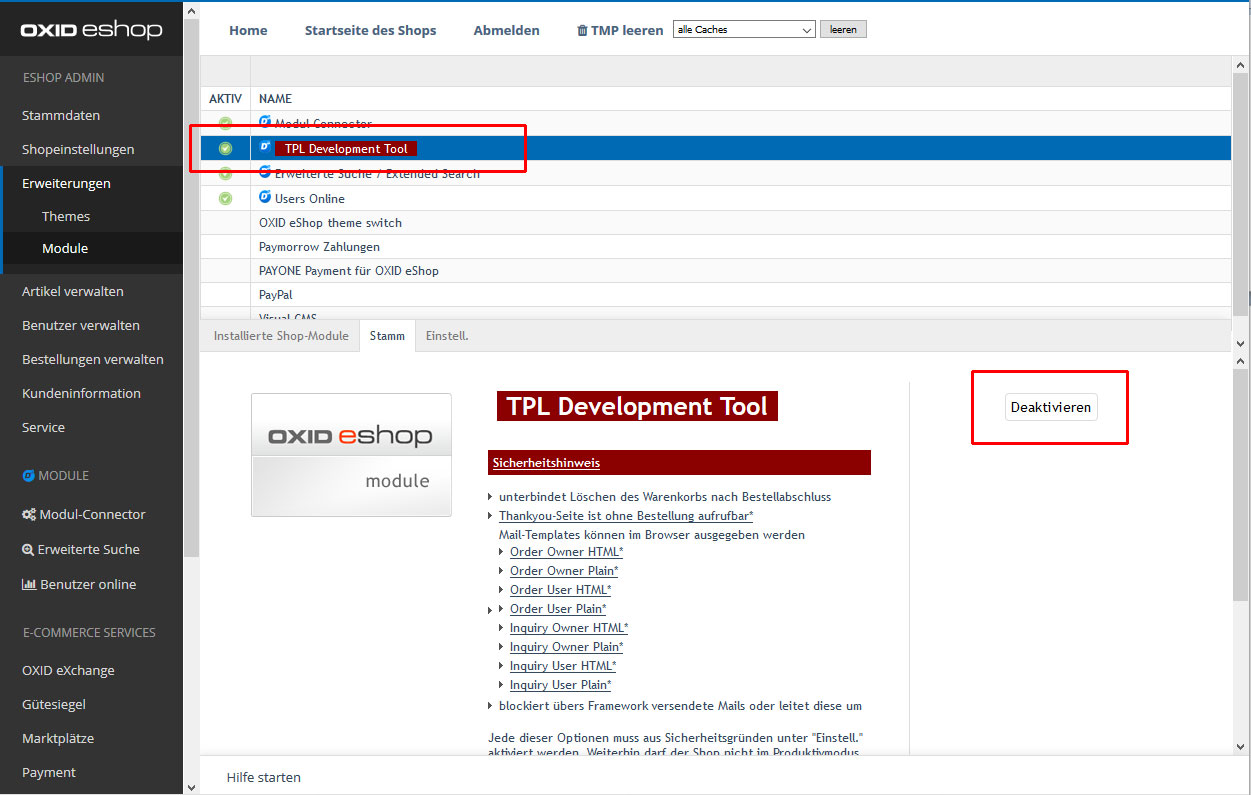 OXID eshop
Home Startseite des Shops Abmelden TMP leeren alle Caches leeren
ESHOP ADMIN
Stammdaten
Shopeinstellungen
Erweiterungen
Themes
Module
Artikel verwalten
Benutzer verwalten
Bestellungen verwalten
Kundeninformation
Service
MODULE
Modul-Connector
Erweiterte Suche
Benutzer online
E-COMMERCE SERVICES
OXID eXchange
Gütesiegel
Marktplätze
Payment
AKTIV NAME
Modul Connector
TPL Development Tool
Erweiterte Suche / Extended Search
Users Online
OXID eShop theme switch
Paymorrow Zahlungen
PAYONE Payment für OXID eShop
PayPal
Visual CMS
Installierte Shop-Module Stamm Einstell.
OXID eshop
module
TPL Development Tool
Deaktivieren
Sicherheitshinweis
unterbindet Löschen des Warenkorbs nach Bestellabschluss
Thankyou-Seite ist ohne Bestellung aufrufbar*
Mail-Templates können im Browser ausgegeben werden
Order Owner HTML*
Order Owner Plain*
Order User HTML*
Order User Plain*
Inquiry Owner HTML*
Inquiry Owner Plain*
Inquiry User HTML*
Inquiry User Plain*
blockiert übers Framework versendete Mails oder leitet diese um
Jede dieser Optionen muss aus Sicherheitsgründen unter "Einstell."
aktiviert werden. Weiterhin darf der Shop nicht im Produktivmodus
Hilfe starten